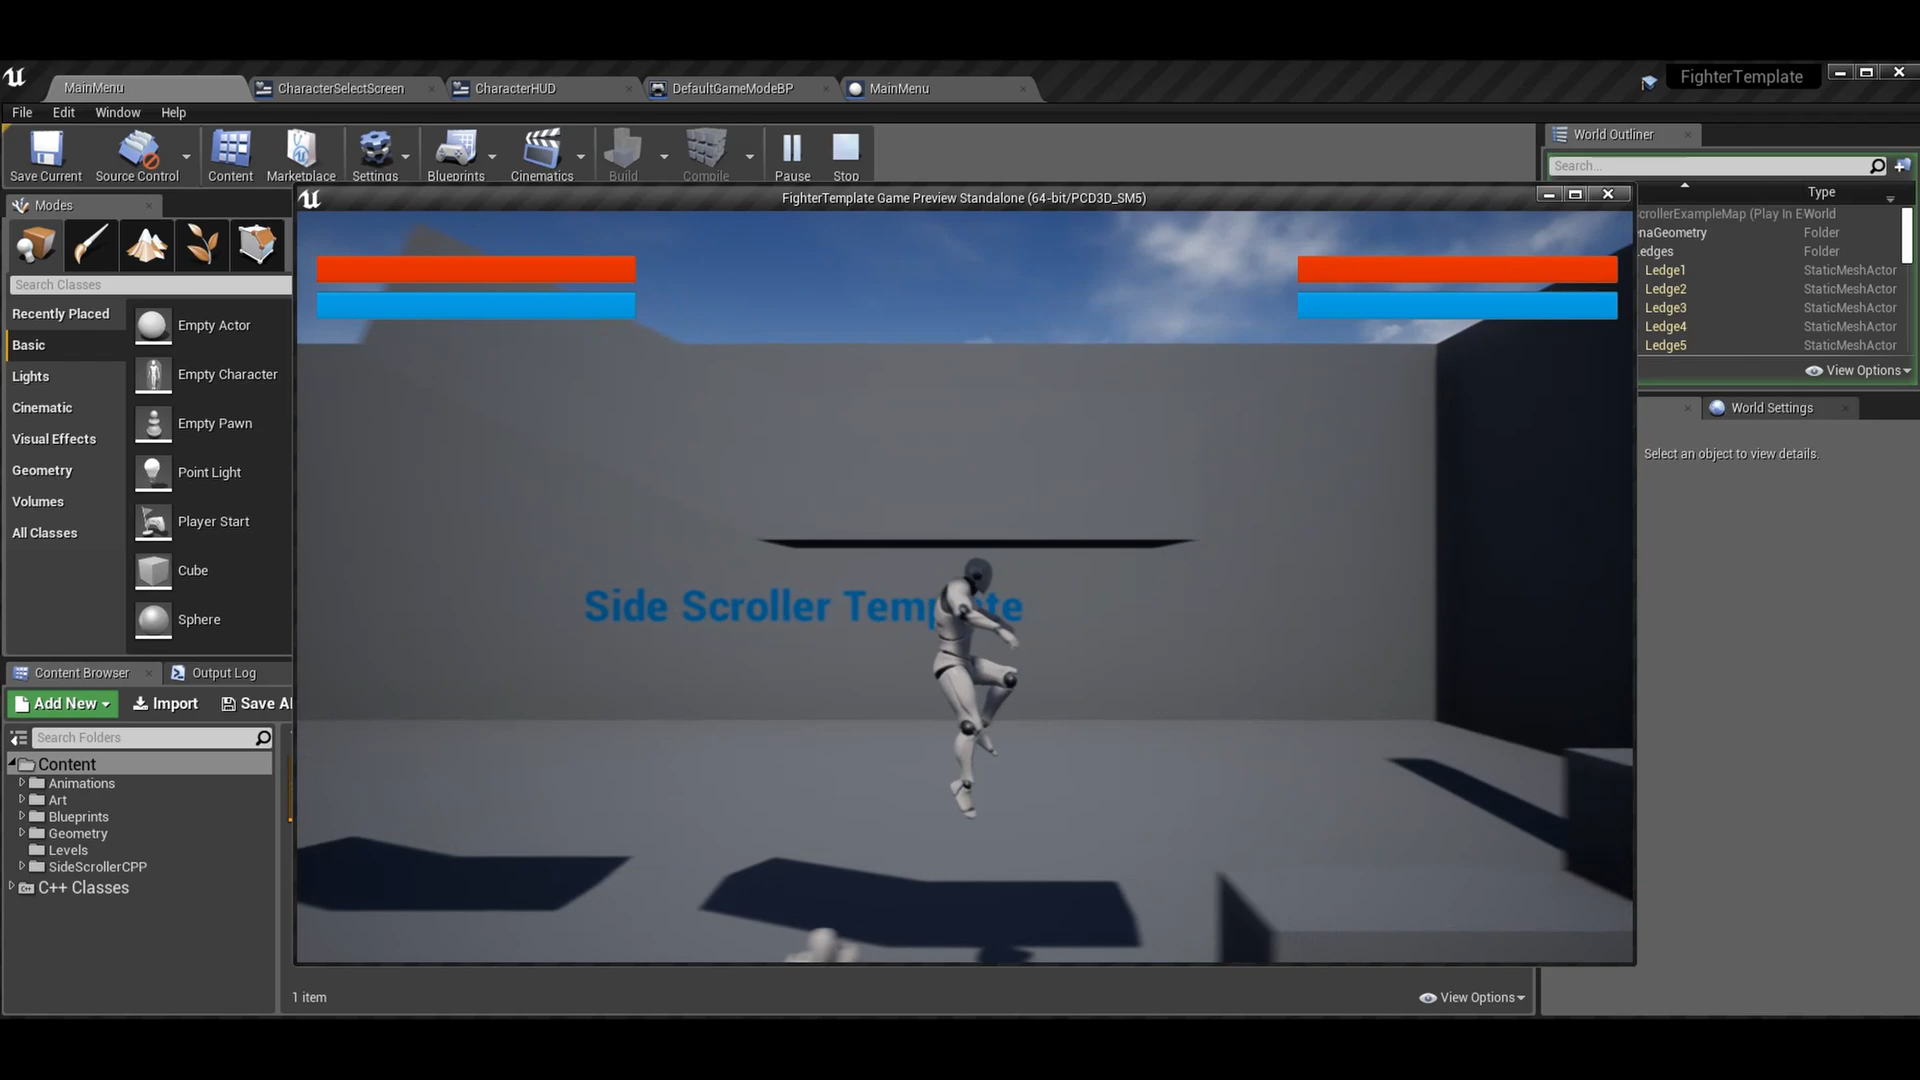 MainMenu
CharacterSelectScreen
CharacterHUD
DefaultGameModeBP
MainMenu
FighterTemplate
File Edit Window Help
Save Current
Source Control
Content
Marketplace
Settings
Blueprints
Cinematics
Build
Compile
Pause
Stop
World Outliner
Search...
Type
FighterTemplate Game Preview Standalone (64-bit/PCD3D_SM5)
Modes
Search Classes
Recently Placed
Basic
Lights
Cinematic
Visual Effects
Geometry
Volumes
All Classes
Empty Actor
Empty Character
Empty Pawn
Point Light
Player Start
Cube
Sphere
crollerExampleMap (Play In E World
naGeometry Folder
Ledges Folder
Ledge1 StaticMeshActor
Ledge2 StaticMeshActor
Ledge3 StaticMeshActor
Ledge4 StaticMeshActor
Ledge5 StaticMeshActor
View Options
World Settings
Select an object to view details.
Side Scroller Temp te
Content Browser
Output Log
Add New
Import
Save Al
Search Folders
Content
Animations
Art
Blueprints
Geometry
Levels
SideScrollerCPP
C++ Classes
1 item
View Options